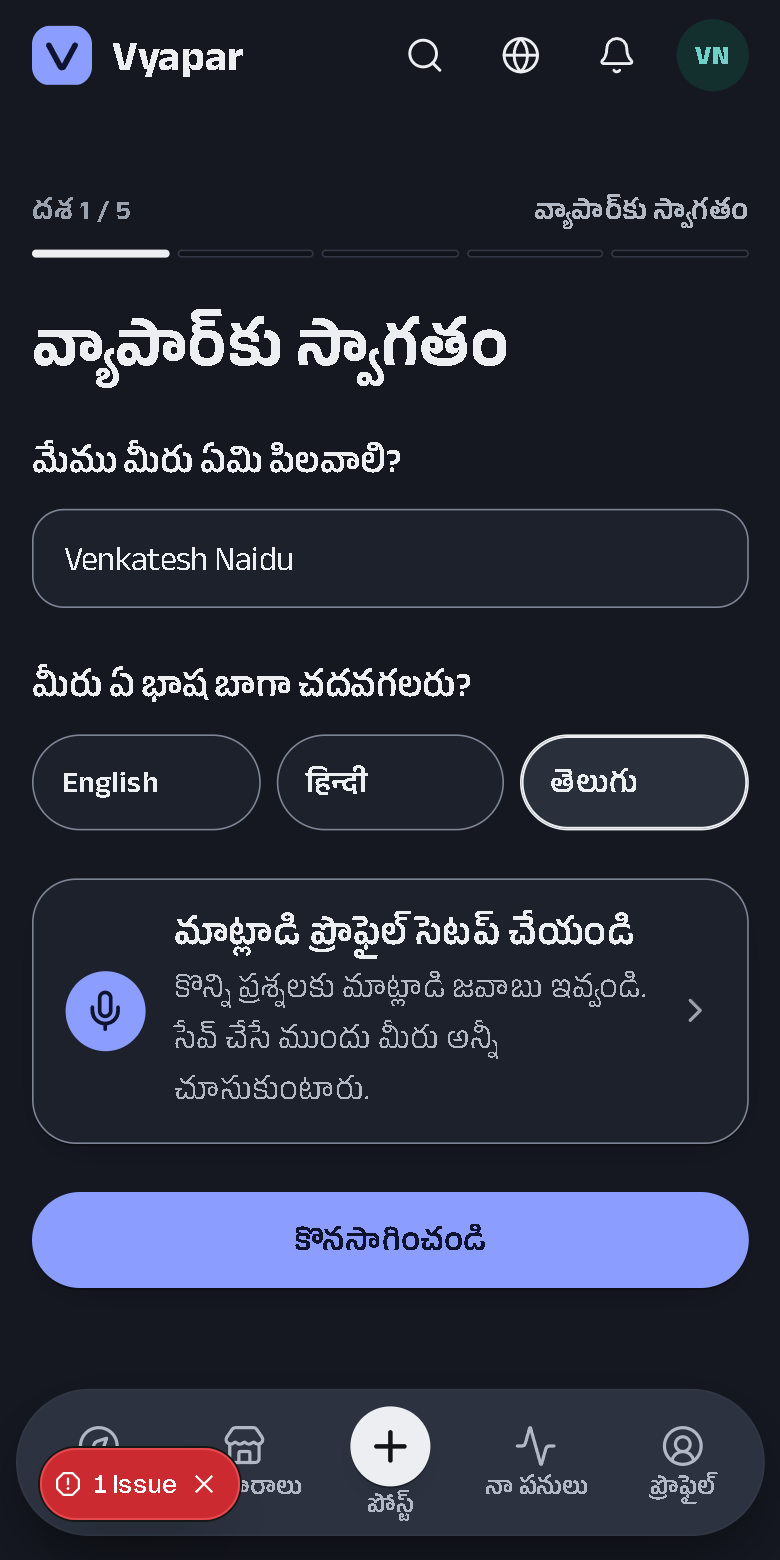 Vyapar
VN
దశ 1 / 5
వ్యాపార్‌కు స్వాగతం
వ్యాపార్‌కు స్వాగతం
మేము మీరు ఏమి పిలవాలి?
Venkatesh Naidu
మీరు ఏ భాష బాగా చదవగలరు?
English
हिन्दी
తెలుగు
మాట్లాడి ప్రొఫైల్ సెటప్ చేయండి
కొన్ని ప్రశ్నలకు మాట్లాడి జవాబు ఇవ్వండి.
సేవ్ చేసే ముందు మీరు అన్నీ
చూసుకుంటారు.
కొనసాగించండి
1 Issue
పోస్ట్
నా పనులు
ప్రొఫైల్